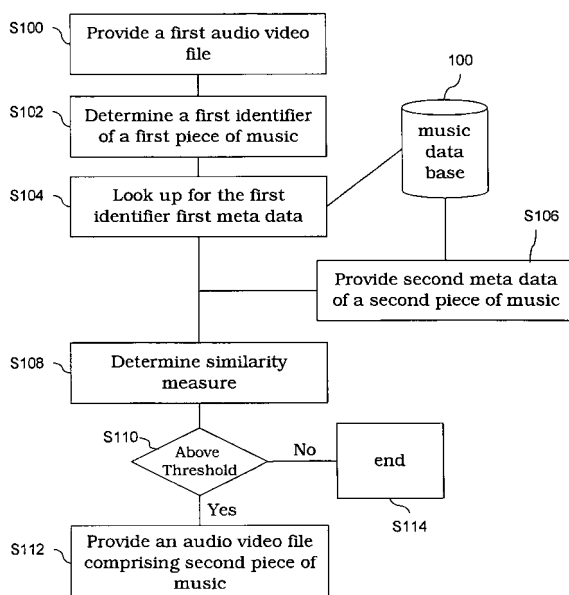 S100
Provide a first audio video
file
S102
Determine a first identifier
of a first piece of music
S104
Look up for the first
identifier first meta data
100
music
data
base
S106
Provide second meta data
of a second piece of music
S108
Determine similarity
measure
S110
Above
Threshold
No
end
S114
Yes
S112
Provide an audio video file
comprising second piece of
music